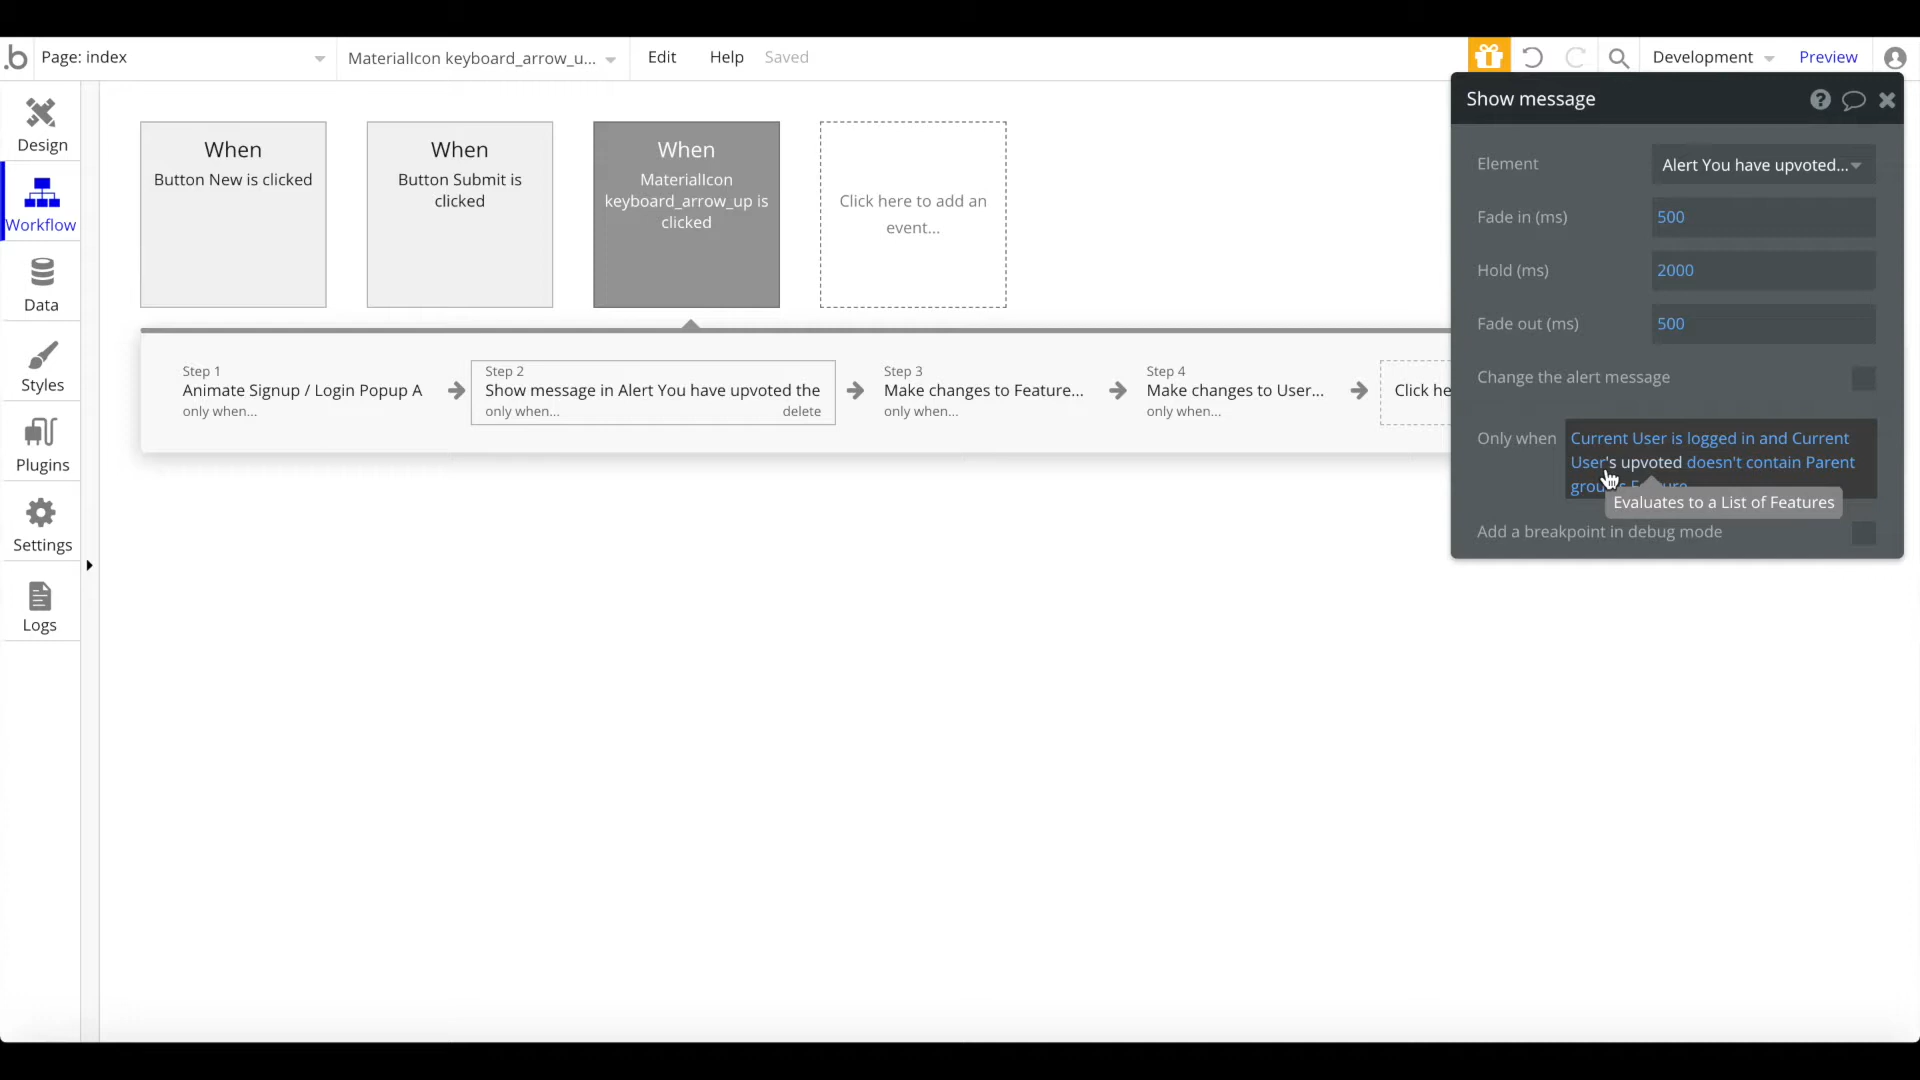 .b
Page: index
MaterialIcon keyboard_arrow_u...
Edit
Help
Saved
Development
Preview
Design
Workflow
Data
Styles
Plugins
Settings
Logs
When
Button New is clicked
When
Button Submit is
clicked
When
MaterialIcon
keyboard_arrow_up is
clicked
Click here to add an
event...
Step 1
Animate Signup / Login Popup A
only when...
Step 2
Show message in Alert You have upvoted the
only when...
delete
Step 3
Make changes to Feature...
only when...
Step 4
Make changes to User...
only when...
Click he
Show message
Element
Alert You have upvoted...
Fade in (ms)
500
Hold (ms)
2000
Fade out (ms)
500
Change the alert message
Only when
Current User is logged in and Current
User's upvoted doesn't contain Parent
Evaluates to a List of Features
Add a breakpoint in debug mode